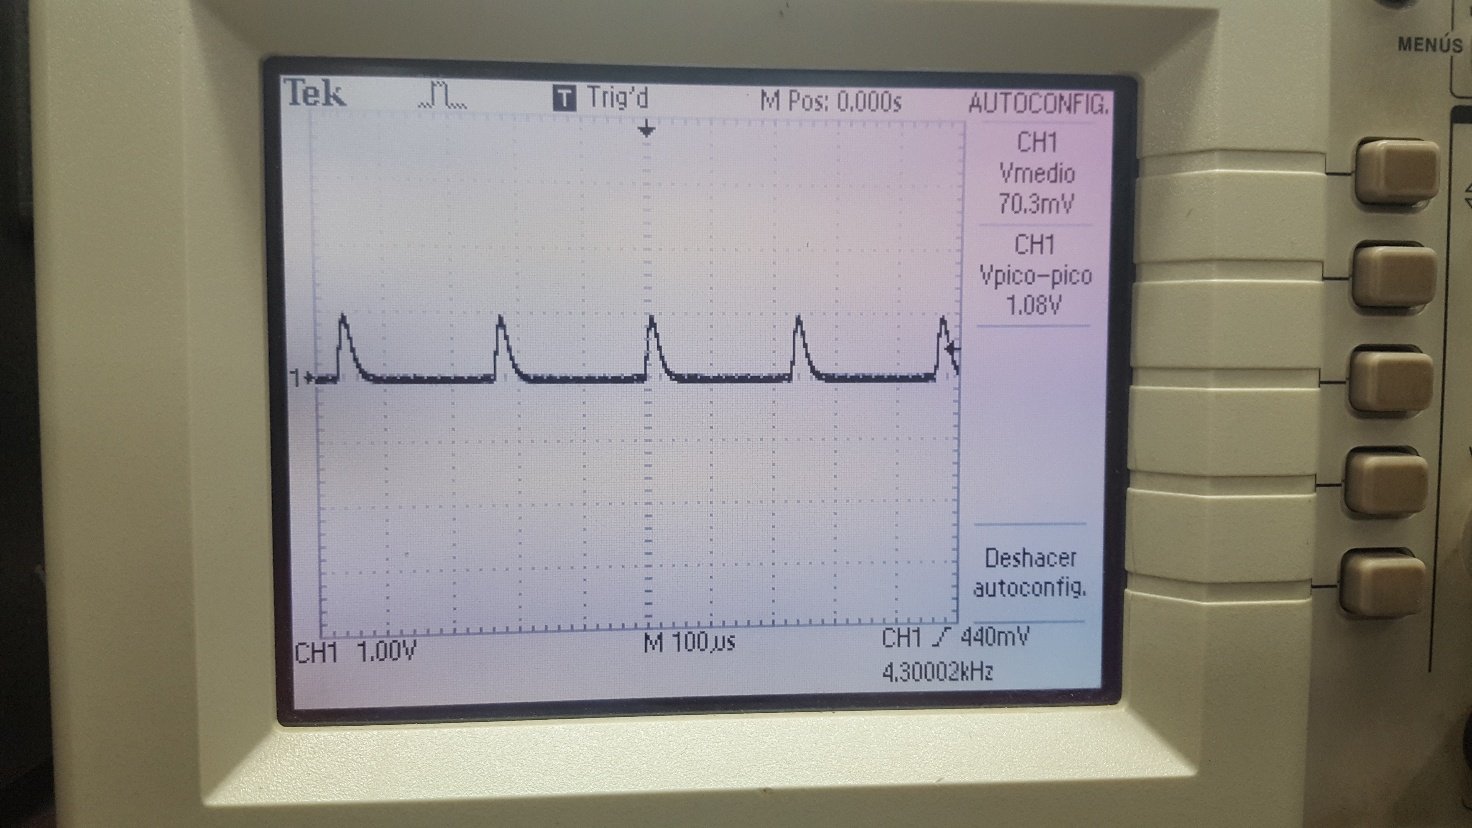 Tek
T Trig'd
M Pos: 0.000s
AUTOCONFIG.
CH1
Vmedio
70.3mV
CH1
Vpico-pico
1.08V
1
Deshacer
autoconfig.
CH1 1.00V
M 100µs
CH1 440mV
4.30002kHz
MENÚS